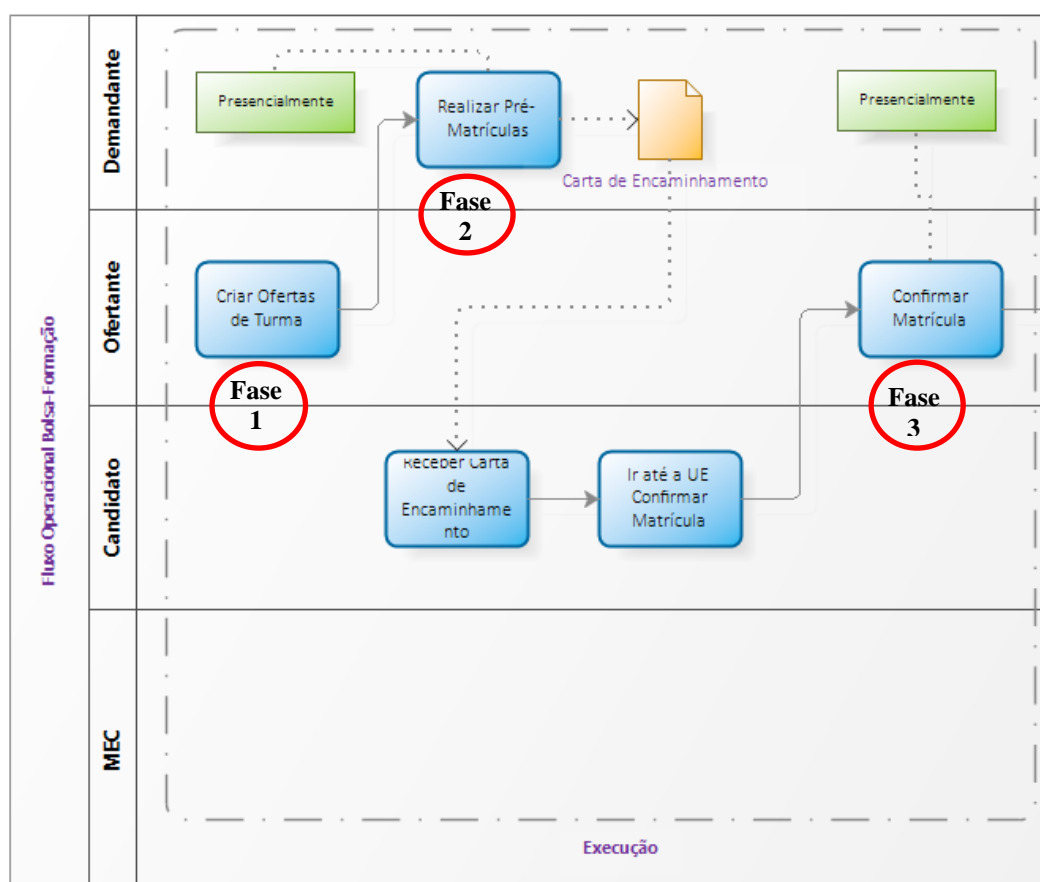 Fluxo Operacional Bolsa-Formação
Demandante
Presencialmente
Realizar Pré-
Matrículas
Carta de Encaminhamento
Presencialmente
Fase
2
Ofertante
Criar Ofertas
de Turma
Fase
1
Confirmar
Matrícula
Fase
3
Candidato
Receber Carta
de
Encaminhame
nto
Ir até a UE
Confirmar
Matrícula
MEC
Execução